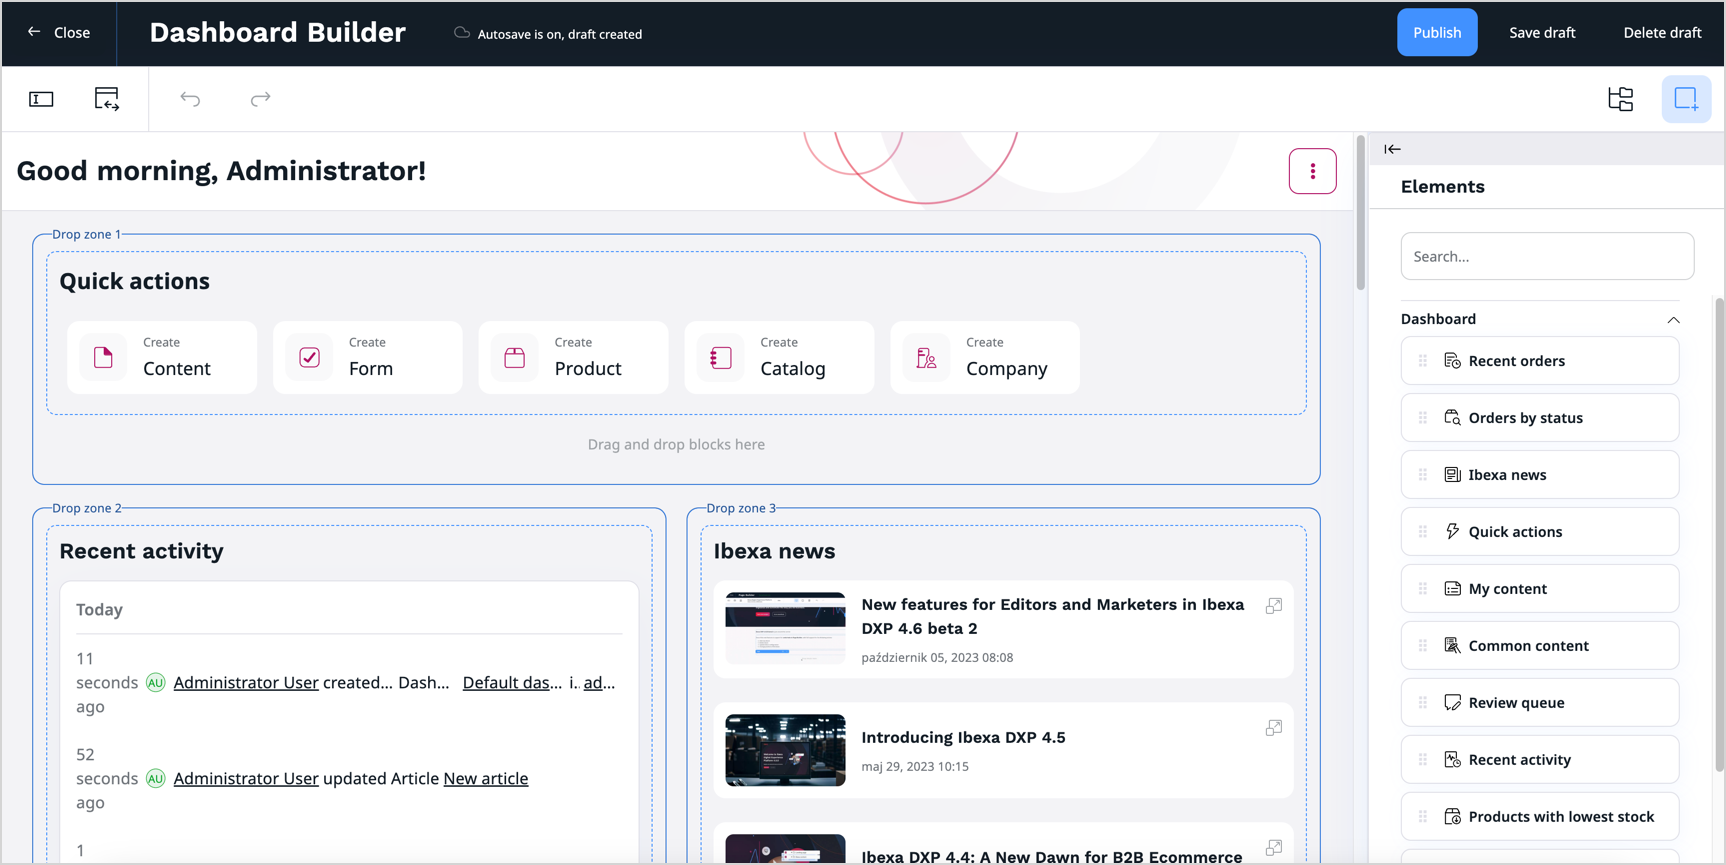 Close
Dashboard Builder
Autosave is on, draft created
Publish
Save draft
Delete draft
Good morning, Administrator!
Drop zone 1
Quick actions
Create
Content
Create
Form
Create
Product
Create
Catalog
Create
Company
Drag and drop blocks here
Drop zone 2
Recent activity
Today
11
seconds
ago
AU
Administrator User created... Dash... Default das... i.. ad...
52
seconds
ago
AU
Administrator User updated Article New article
1
Drop zone 3
Ibexa news
New features for Editors and Marketers in Ibexa
DXP 4.6 beta 2
październik 05, 2023 08:08
Introducing Ibexa DXP 4.5
maj 29, 2023 10:15
Ibexa DXP 4.4: A New Dawn for B2B Ecommerce
Elements
Search...
Dashboard
Recent orders
Orders by status
Ibexa news
Quick actions
My content
Common content
Review queue
Recent activity
Products with lowest stock